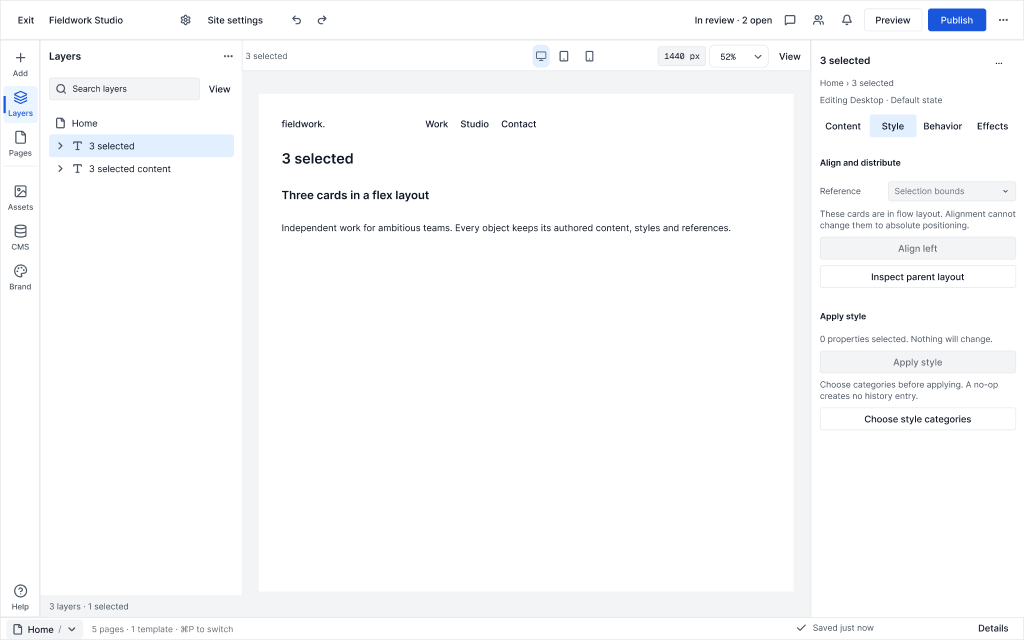 Exit
Fieldwork Studio
Site settings
In review · 2 open
Preview
Publish
Add
Layers
Pages
Assets
CMS
Brand
Help
Layers
Search layers
View
Home
3 selected
3 selected content
3 layers · 1 selected
3 selected
1440 px
52%
View
fieldwork.
Work
Studio
Contact
3 selected
Three cards in a flex layout
Independent work for ambitious teams. Every object keeps its authored content, styles and references.
3 selected
Home › 3 selected
Editing Desktop · Default state
Content
Style
Behavior
Effects
Align and distribute
Reference
Selection bounds
These cards are in flow layout. Alignment cannot
change them to absolute positioning.
Align left
Inspect parent layout
Apply style
0 properties selected. Nothing will change.
Apply style
Choose categories before applying. A no-op
creates no history entry.
Choose style categories
Home /
5 pages · 1 template · ⌘P to switch
Saved just now
Details